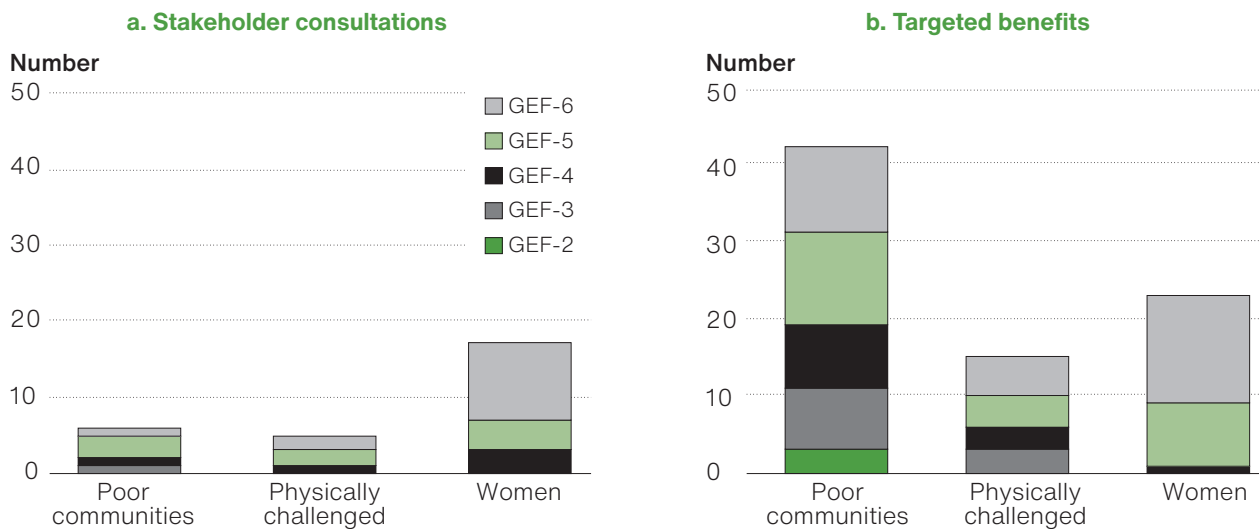 a. Stakeholder consultations
Number
50
40
30
20
10
0
GEF-6
GEF-5
GEF-4
GEF-3
GEF-2
Poor
communities
Physically
challenged
Women
b. Targeted benefits
Number
50
40
30
20
10
0
Poor
communities
Physically
challenged
Women